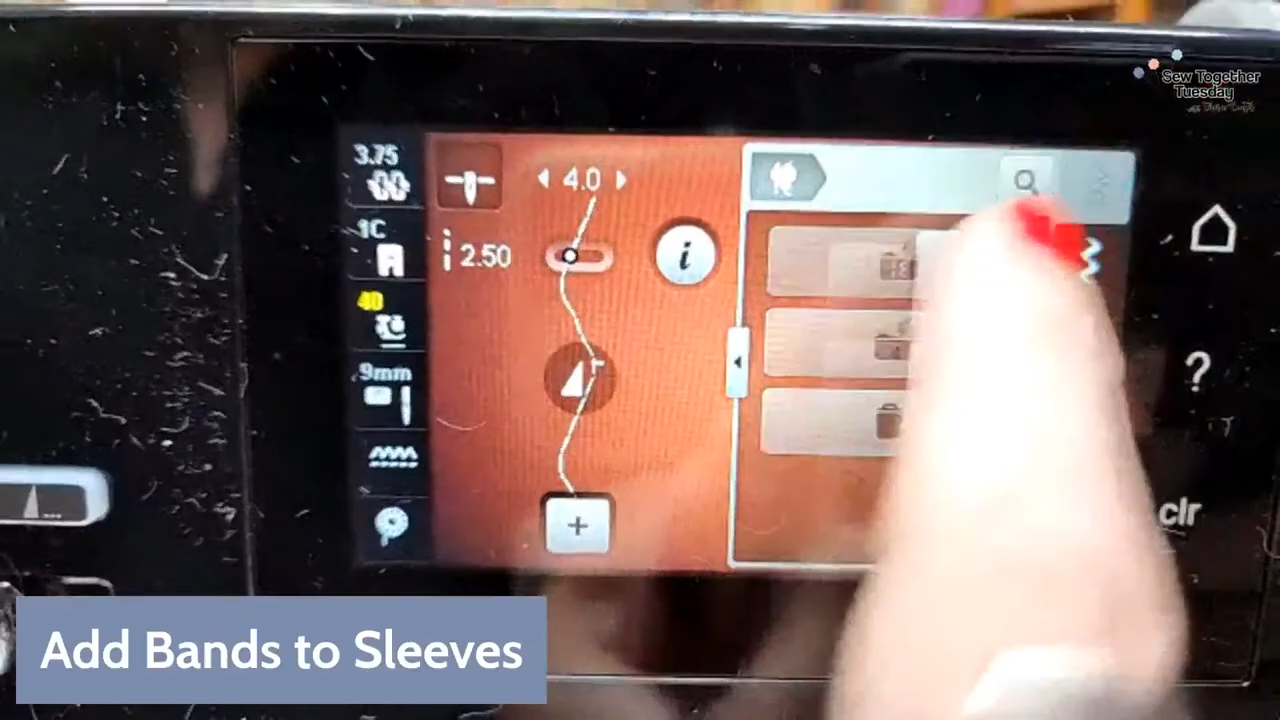 Sew Together
Tuesday
3.75
4.0
1C
2.50
i
40
9mm
?
+
clr
Add Bands to Sleeves